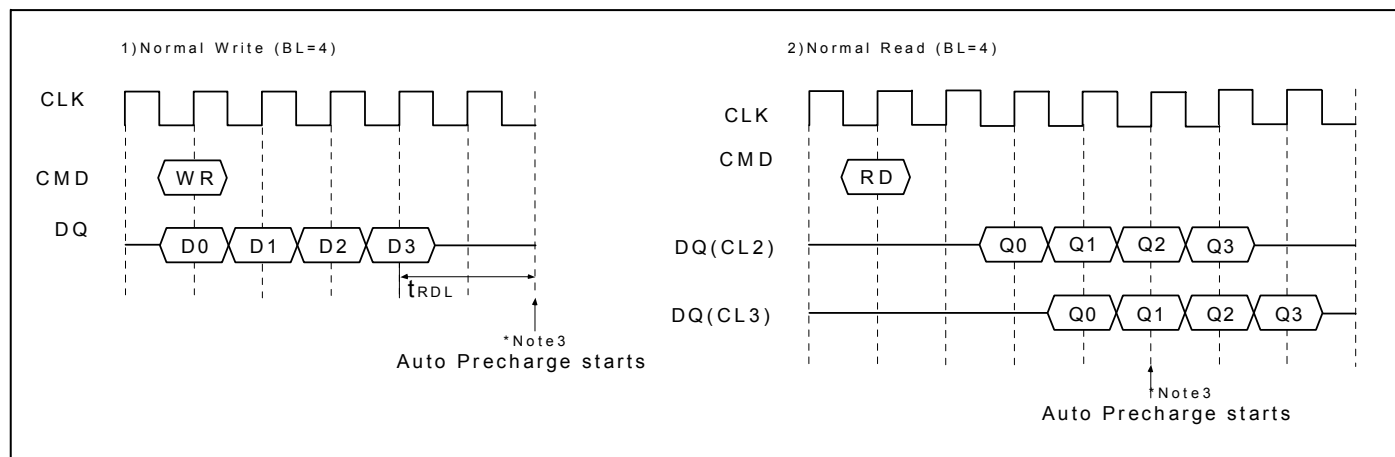 1)Normal Write (BL=4)
CLK
CMD
WR
DQ
D0 D1 D2 D3
tRDL
*Note3
Auto Precharge starts
2)Normal Read (BL=4)
CLK
CMD
RD
DQ(CL2)
Q0 Q1 Q2 Q3
DQ(CL3)
Q0 Q1 Q2 Q3
*Note3
Auto Precharge starts